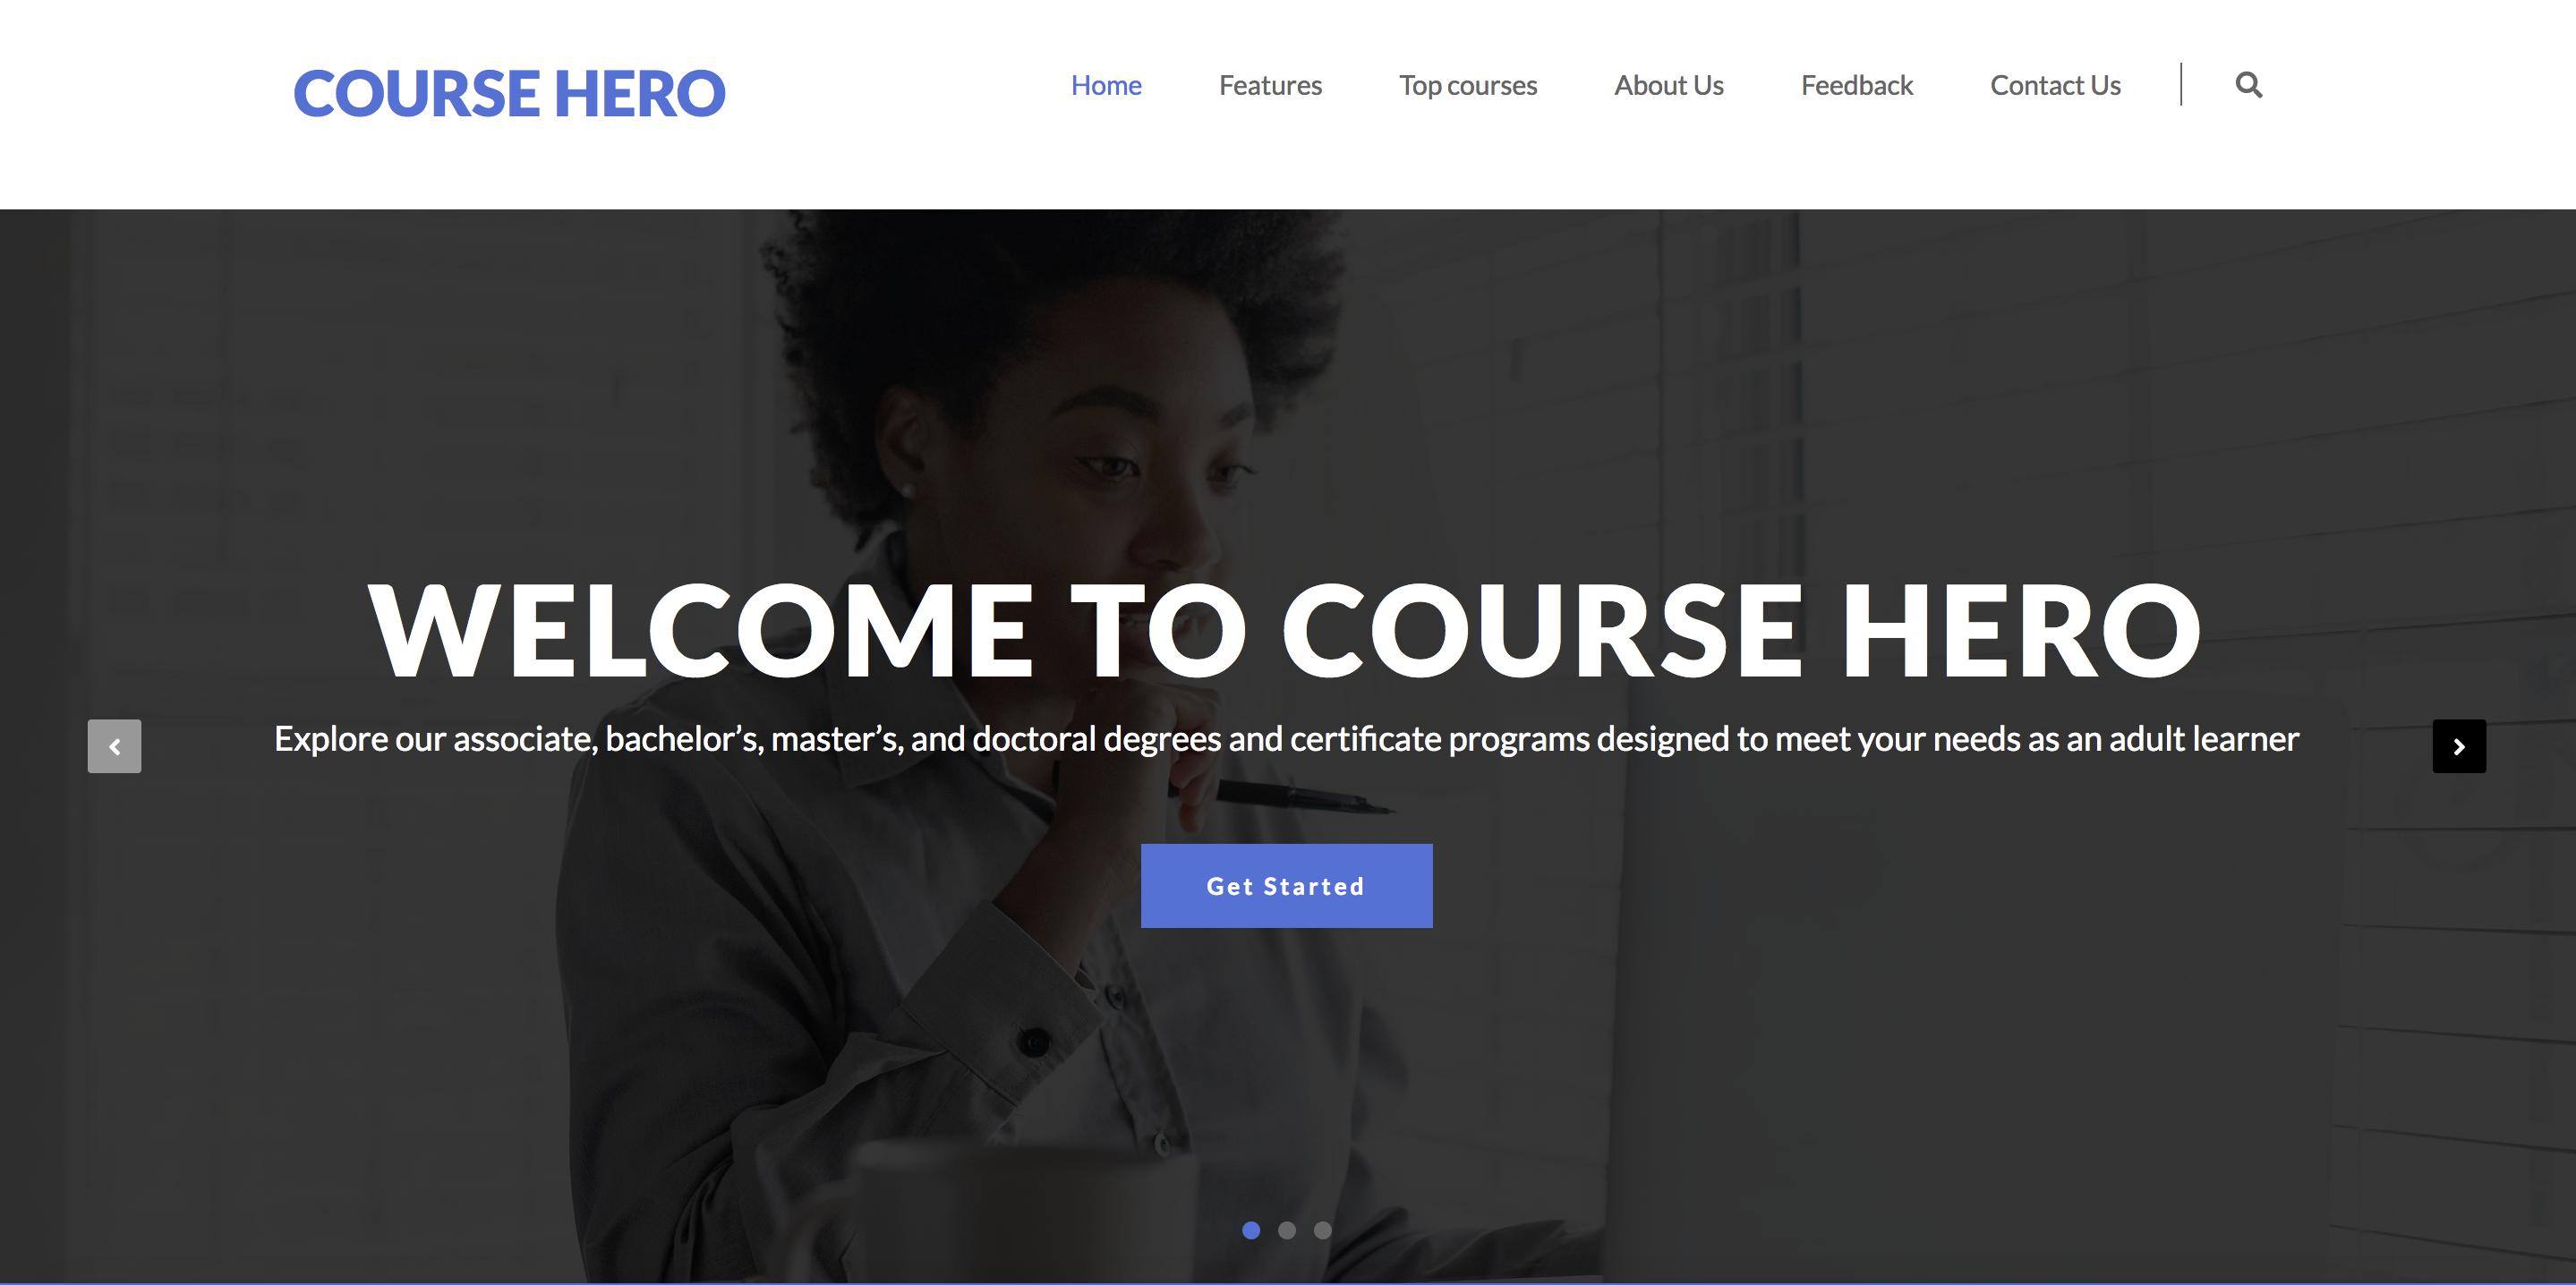 COURSE HERO
Home Features Top courses About Us Feedback Contact Us
WELCOME TO COURSE HERO
Explore our associate, bachelor’s, master’s, and doctoral degrees and certificate programs designed to meet your needs as an adult learner
Get Started